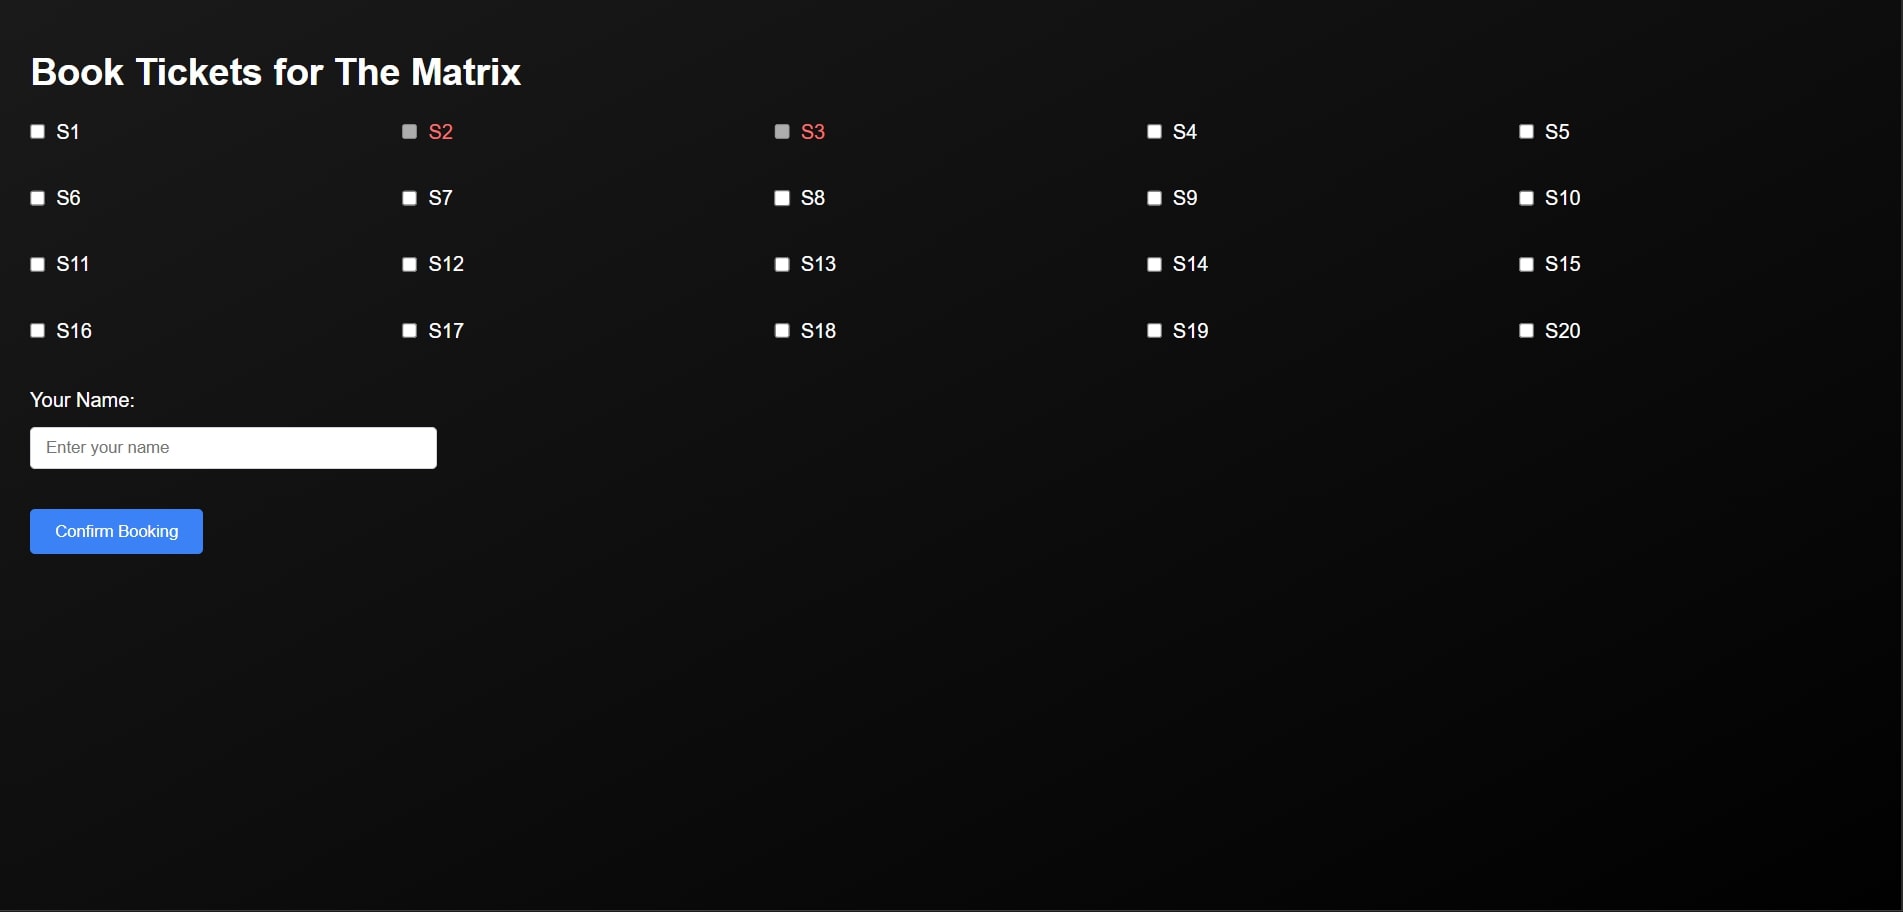 Book Tickets for The Matrix
S1 S2 S3 S4 S5
S6 S7 S8 S9 S10
S11 S12 S13 S14 S15
S16 S17 S18 S19 S20
Your Name:
Enter your name
Confirm Booking